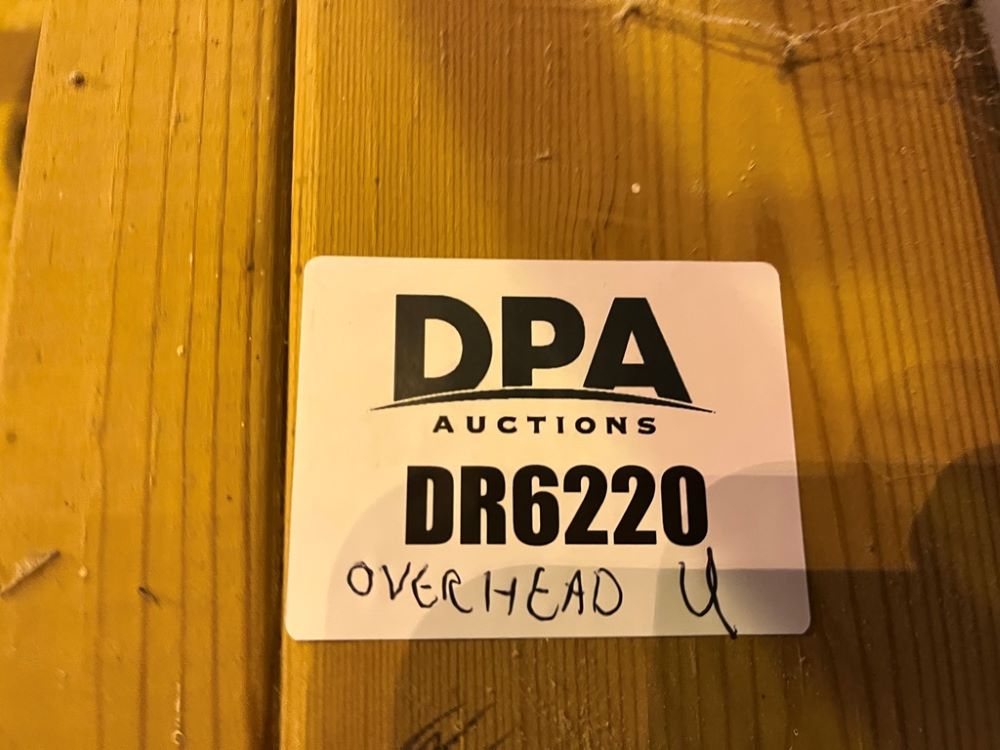 DPA
AUCTIONS
DR6220
OVERHEAD